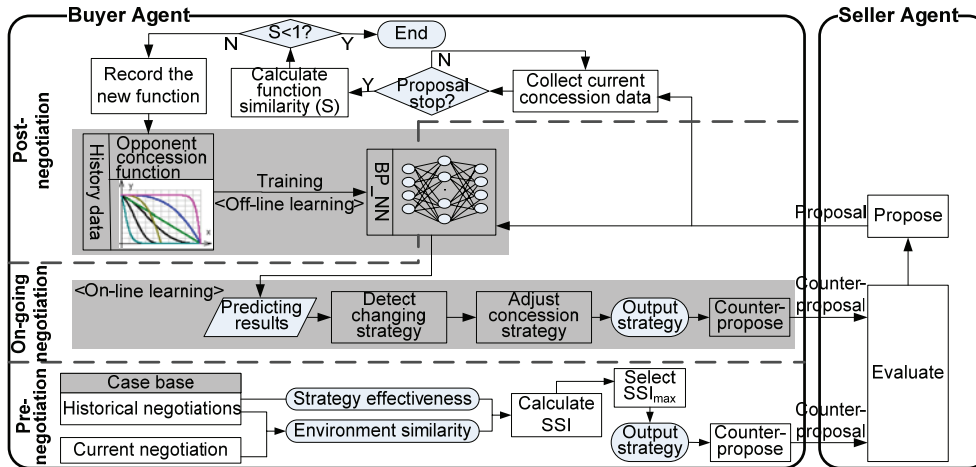 Buyer Agent
Seller Agent
Post-
negotiation
S<1?
N
Y
End
Record the
new function
Calculate
function
similarity (S)
Y
N
Proposal
stop?
Collect current
concession data
History data
Opponent
concession
function
y
x
Training
<Off-line learning>
BP_NN
Proposal
Propose
On-going
negotiation
<On-line learning>
Predicting
results
Detect
changing
strategy
Adjust
concession
strategy
Output
strategy
Counter-
propose
Counter-
proposal
Evaluate
Pre-
negotiation
Case base
Historical negotiations
Current negotiation
Strategy effectiveness
Environment similarity
Calculate
SSI
Select
SSImax
Output
strategy
Counter-
propose
Counter-
proposal